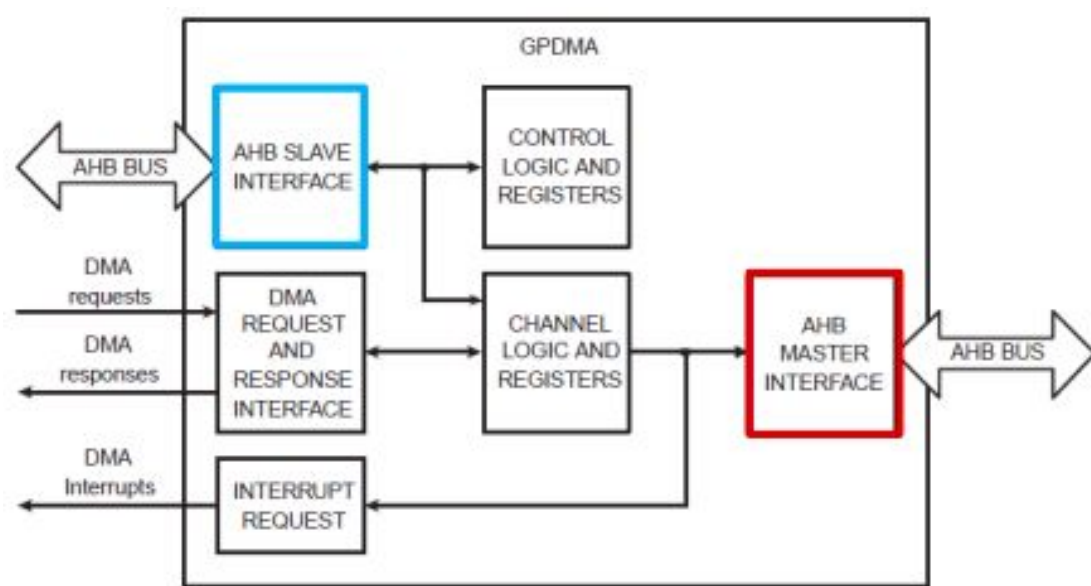 GPDMA
AHB BUS
AHB SLAVE
INTERFACE
CONTROL
LOGIC AND
REGISTERS
DMA
requests
DMA
responses
DMA
REQUEST
AND
RESPONSE
INTERFACE
CHANNEL
LOGIC AND
REGISTERS
AHB
MASTER
INTERFACE
AHB BUS
DMA
Interrupts
INTERRUPT
REQUEST